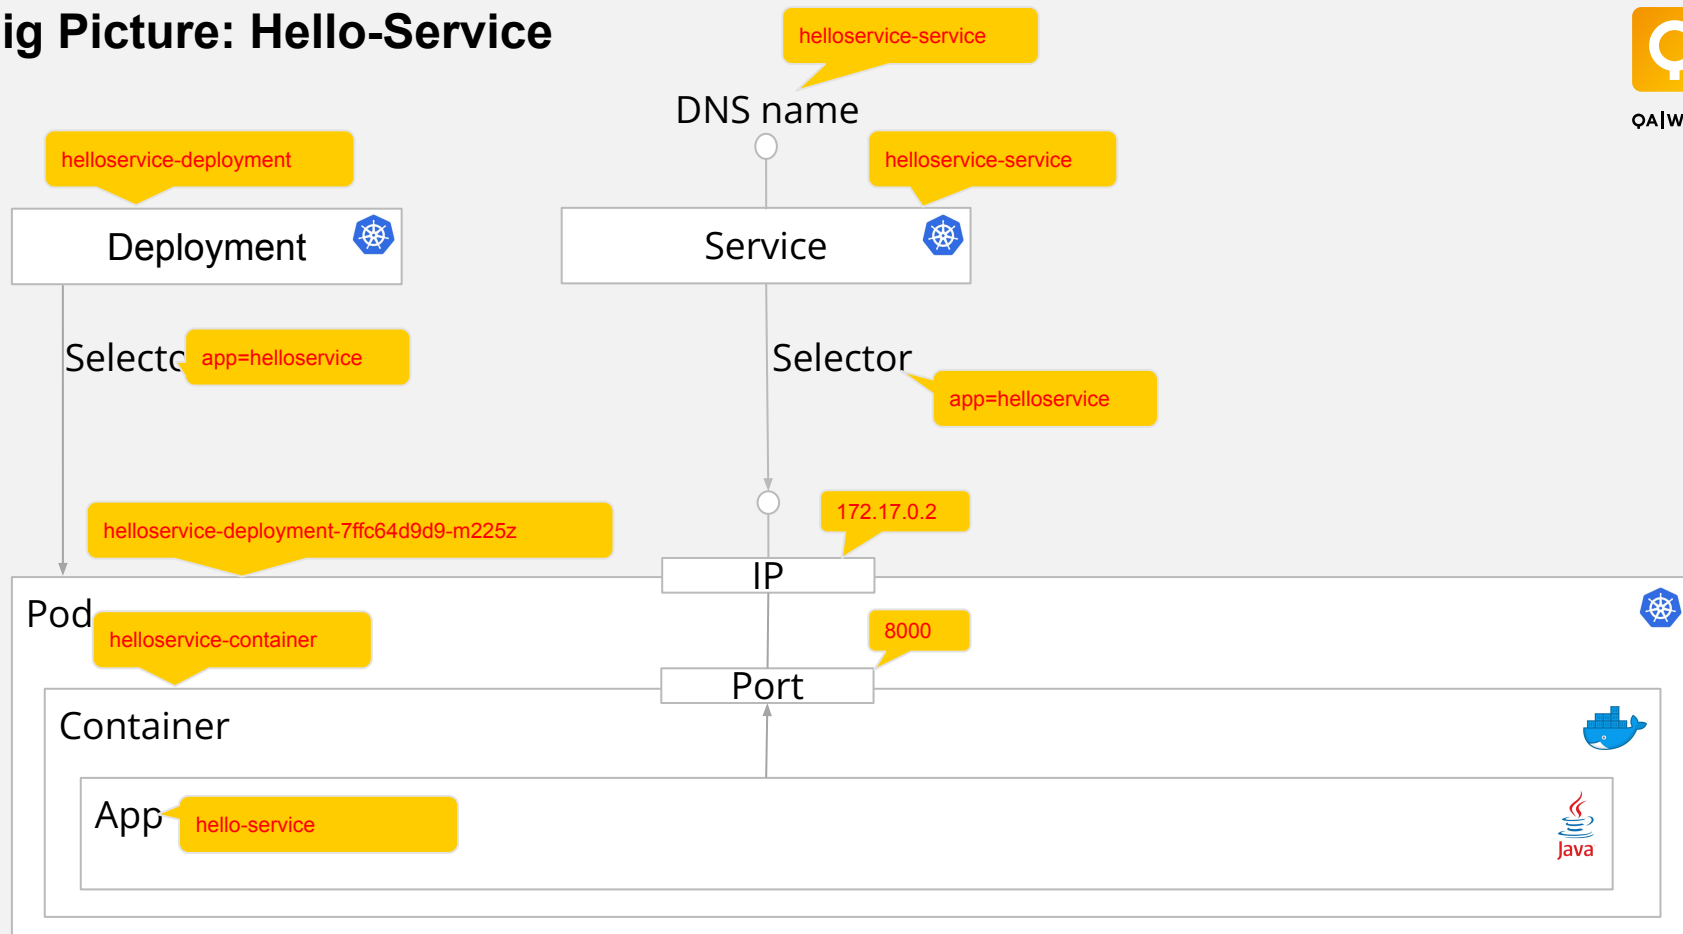 ig Picture: Hello-Service
helloservice-service
DNS name
QA|W
helloservice-deployment
helloservice-service
Deployment
Service
Selecto
app=helloservice
Selector
app=helloservice
172.17.0.2
helloservice-deployment-7ffc64d9d9-m225z
IP
Pod
helloservice-container
8000
Port
Container
App
hello-service
Java